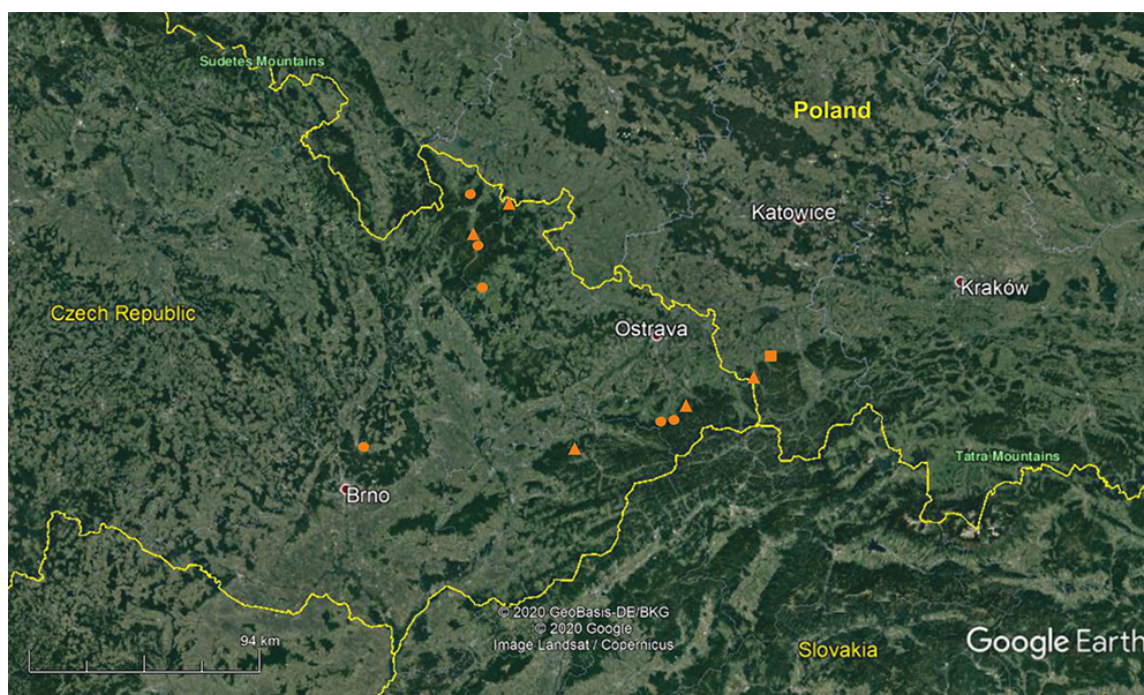 Sudetes Mountains
Poland
Katowice
Kraków
Czech Republic
Ostrava
Tatra Mountains
Brno
© 2020 GeoBasis-DE/BKG
© 2020 Google
Image Landsat / Copernicus
94 km
Slovakia
Google Earth